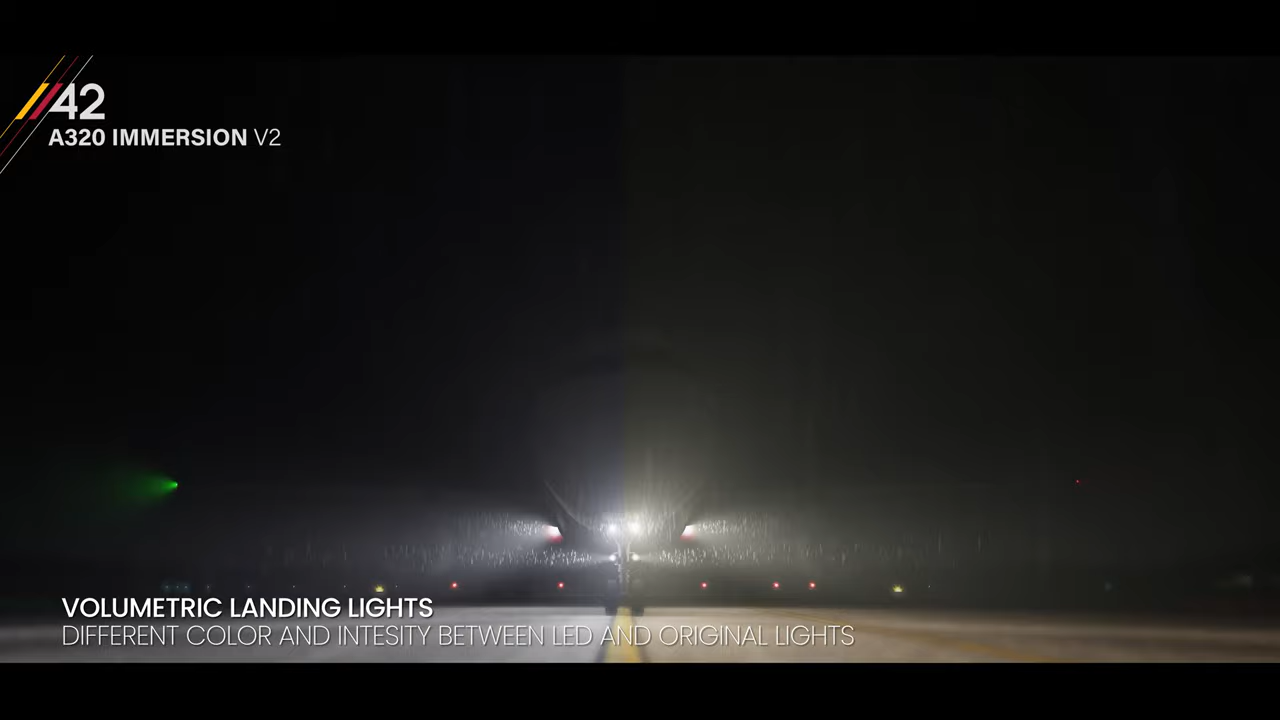 42
A320 IMMERSION V2
VOLUMETRIC LANDING LIGHTS
DIFFERENT COLOR AND INTESITY BETWEEN LED AND ORIGINAL LIGHTS